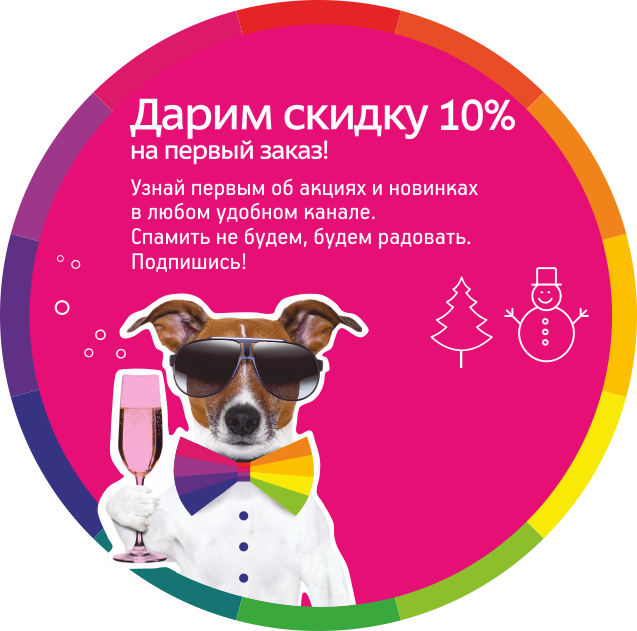 Дарим скидку 10%
на первый заказ!
Узнай первым об акциях и новинках
в любом удобном канале.
Спамить не будем, будем радовать.
Подпишись!